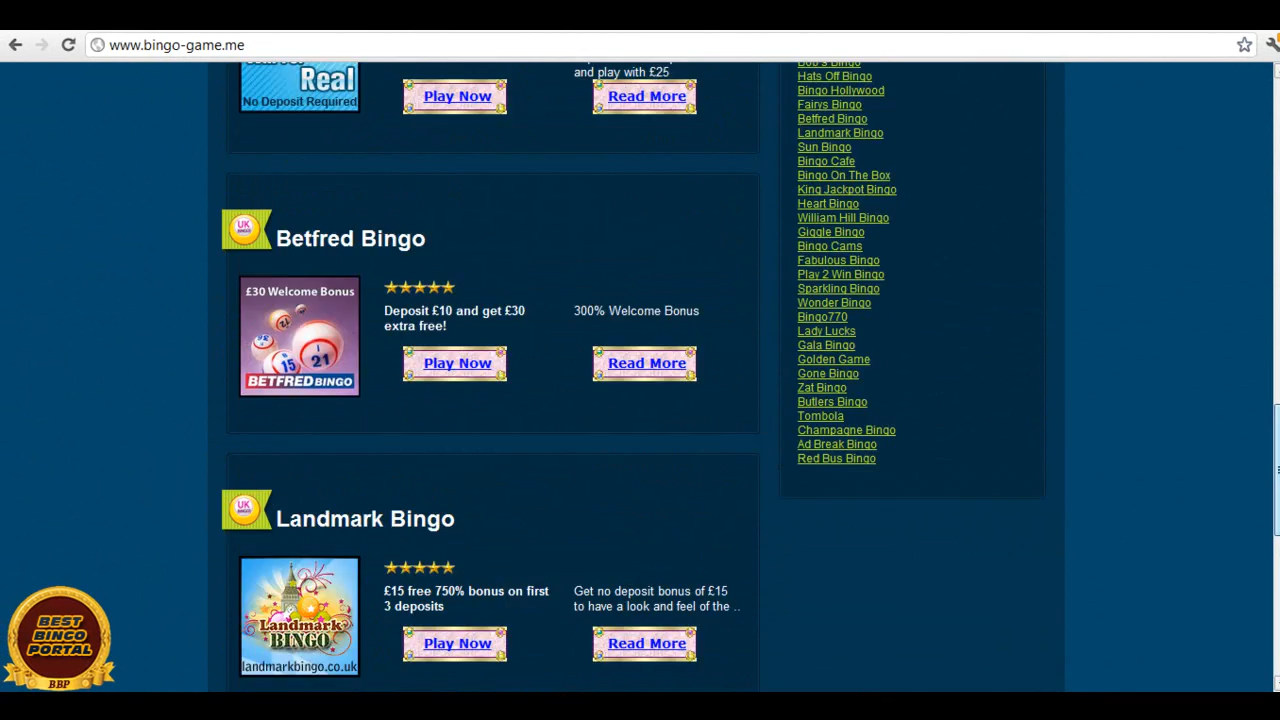 www.bingo-game.me
Real
No Deposit Required
and play with £25
Play Now
Read More
UK
Betfred Bingo
£30 Welcome Bonus
15
21
BETFRED BINGO
Deposit £10 and get £30
extra free!
300% Welcome Bonus
Play Now
Read More
UK
Landmark Bingo
Landmark
BINGO
landmarkbingo.co.uk
£15 free 750% bonus on first
3 deposits
Get no deposit bonus of £15
to have a look and feel of the ..
Play Now
Read More
Bob's Bingo
Hats Off Bingo
Bingo Hollywood
Fairys Bingo
Betfred Bingo
Landmark Bingo
Sun Bingo
Bingo Cafe
Bingo On The Box
King Jackpot Bingo
Heart Bingo
William Hill Bingo
Giggle Bingo
Bingo Cams
Fabulous Bingo
Play 2 Win Bingo
Sparkling Bingo
Wonder Bingo
Bingo770
Lady Lucks
Gala Bingo
Golden Game
Gone Bingo
Zat Bingo
Butlers Bingo
Tombola
Champagne Bingo
Ad Break Bingo
Red Bus Bingo
BEST
BINGO
PORTAL
BBP